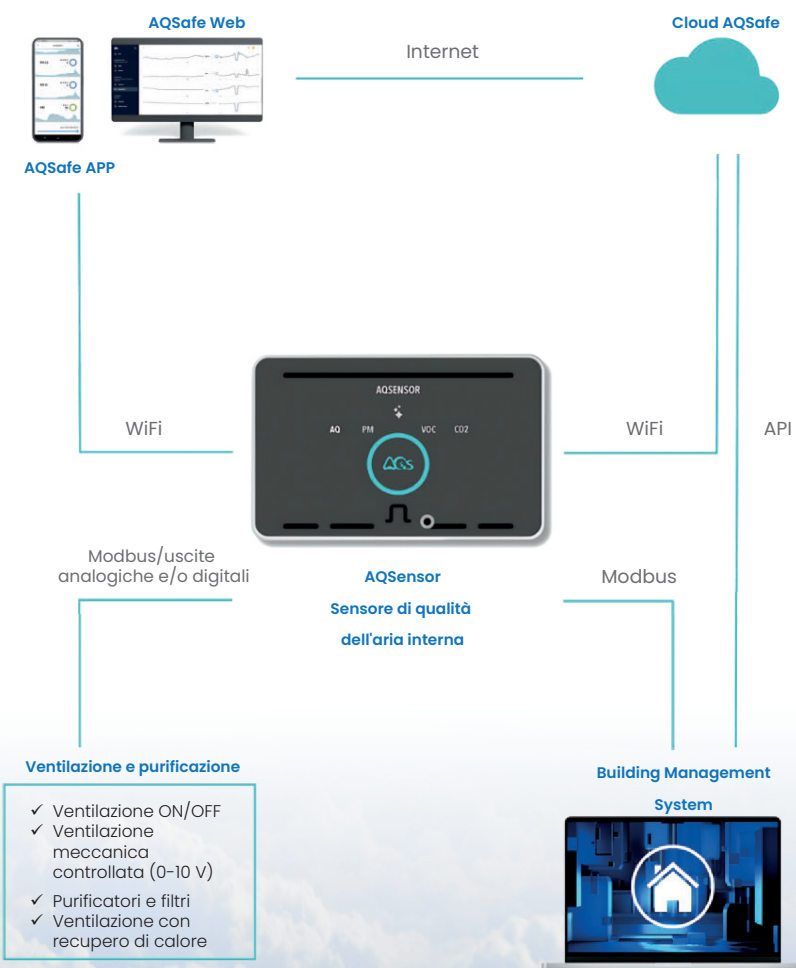 AQSafe Web
Cloud AQSafe
Internet
AQSafe APP
AQSENSOR
AQ PM VOC CO2
AQs
WiFi
WiFi
API
Modbus/uscite
analogiche e/o digitali
AQSensor
Sensore di qualità
dell'aria interna
Modbus
Ventilazione e purificazione
✓ Ventilazione ON/OFF
✓ Ventilazione
meccanica
controllata (0-10 V)
✓ Purificatori e filtri
✓ Ventilazione con
recupero di calore
Building Management
System